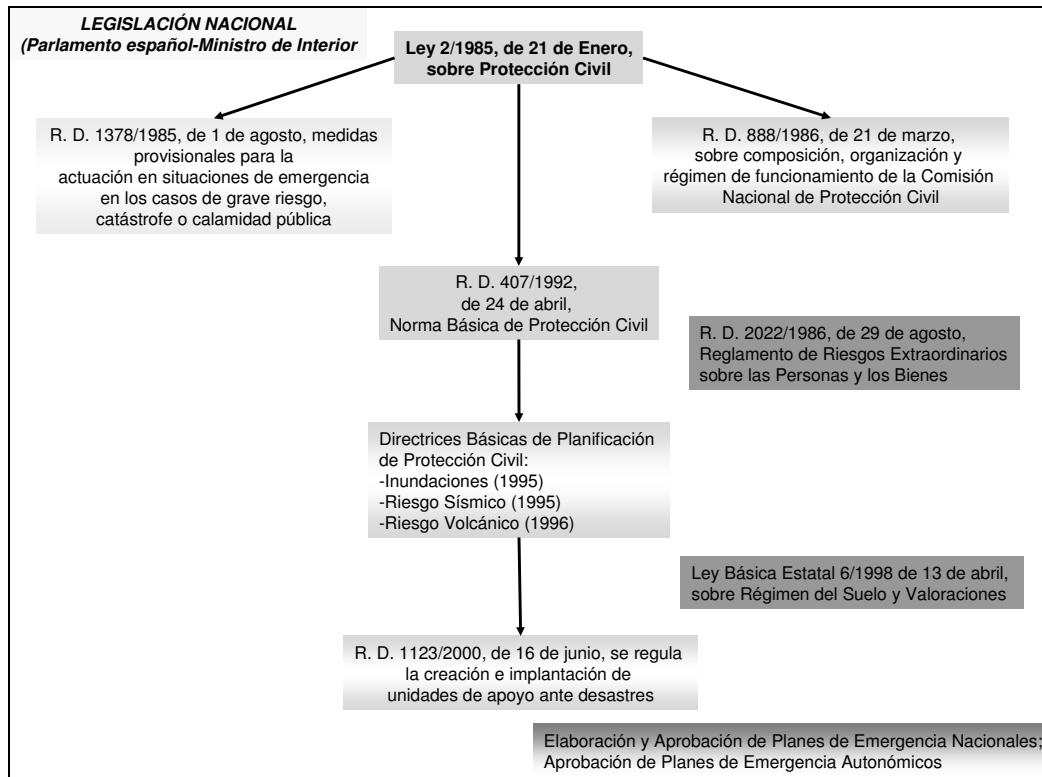 LEGISLACIÓN NACIONAL
(Parlamento español-Ministro de Interior
Ley 2/1985, de 21 de Enero,
sobre Protección Civil
R. D. 1378/1985, de 1 de agosto, medidas
provisionales para la
actuación en situaciones de emergencia
en los casos de grave riesgo,
catástrofe o calamidad pública
R. D. 888/1986, de 21 de marzo,
sobre composición, organización y
régimen de funcionamiento de la Comisión
Nacional de Protección Civil
R. D. 407/1992,
de 24 de abril,
Norma Básica de Protección Civil
R. D. 2022/1986, de 29 de agosto,
Reglamento de Riesgos Extraordinarios
sobre las Personas y los Bienes
Directrices Básicas de Planificación
de Protección Civil:
-Inundaciones (1995)
-Riesgo Sísmico (1995)
-Riesgo Volcánico (1996)
Ley Básica Estatal 6/1998 de 13 de abril,
sobre Régimen del Suelo y Valoraciones
R. D. 1123/2000, de 16 de junio, se regula
la creación e implantación de
unidades de apoyo ante desastres
Elaboración y Aprobación de Planes de Emergencia Nacionales;
Aprobación de Planes de Emergencia Autonómicos